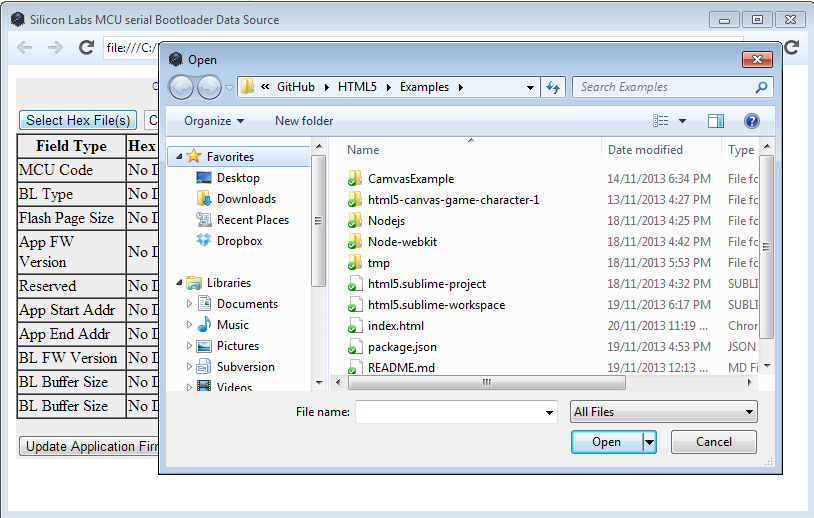 Silicon Labs MCU serial Bootloader Data Source
file:///C:/
Open
« GitHub HTML5 Examples
Search Examples
Organize
New folder
Select Hex File(s)
Field Type Hex
MCU Code No D
BL Type No D
Flash Page Size No D
App FW Version No D
Reserved No D
App Start Addr No D
App End Addr No D
BL FW Version No D
BL Buffer Size No D
BL Buffer Size No D
Update Application Firm
Favorites
Desktop
Downloads
Recent Places
Dropbox
Libraries
Documents
Music
Pictures
Subversion
Videos
Name Date modified Type
CamvasExample 14/11/2013 6:34 PM File fo
html5-canvas-game-character-1 13/11/2013 4:27 PM File fo
Nodejs 18/11/2013 4:25 PM File fo
Node-webkit 18/11/2013 4:42 PM File fo
tmp 18/11/2013 5:53 PM File fo
html5.sublime-project 18/11/2013 4:32 PM SUBLI
html5.sublime-workspace 19/11/2013 6:17 PM SUBLI
index.html 20/11/2013 11:19 ... Chron
package.json 19/11/2013 4:53 PM JSON
README.md 19/11/2013 12:13 ... MD Fi
File name:
All Files
Open
Cancel